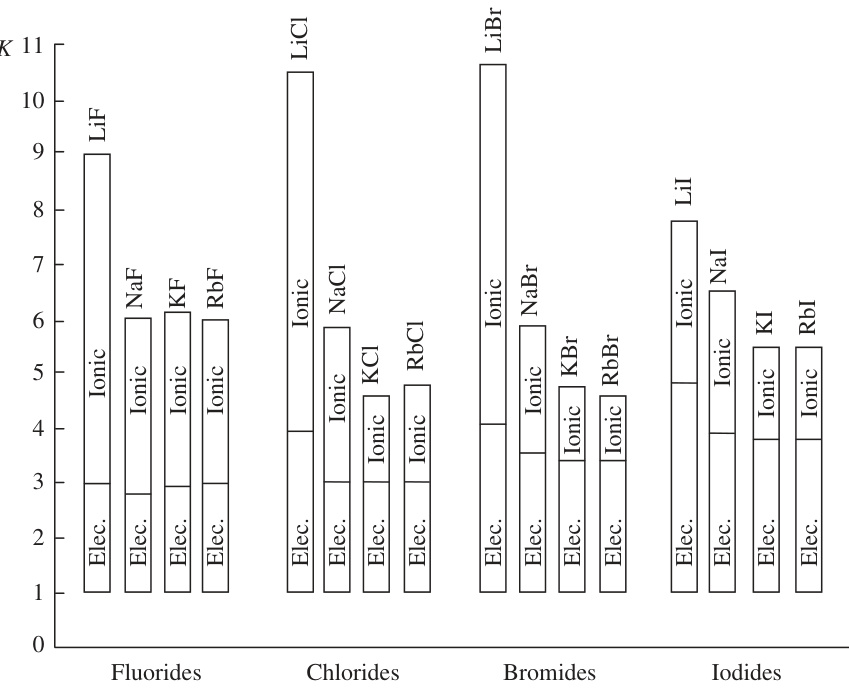 K 11
10
9
8
7
6
5
4
3
2
1
0
LiF
Ionic
Elec.
NaF
Ionic
Elec.
KF
Ionic
Elec.
RbF
Ionic
Elec.
Fluorides
LiCl
Ionic
Elec.
NaCl
Ionic
Elec.
KCl
Ionic
Elec.
RbCl
Ionic
Elec.
Chlorides
LiBr
Ionic
Elec.
NaBr
Ionic
Elec.
KBr
Ionic
Elec.
RbBr
Ionic
Elec.
Bromides
LiI
Ionic
Elec.
NaI
Ionic
Elec.
KI
Ionic
Elec.
RbI
Ionic
Elec.
Iodides